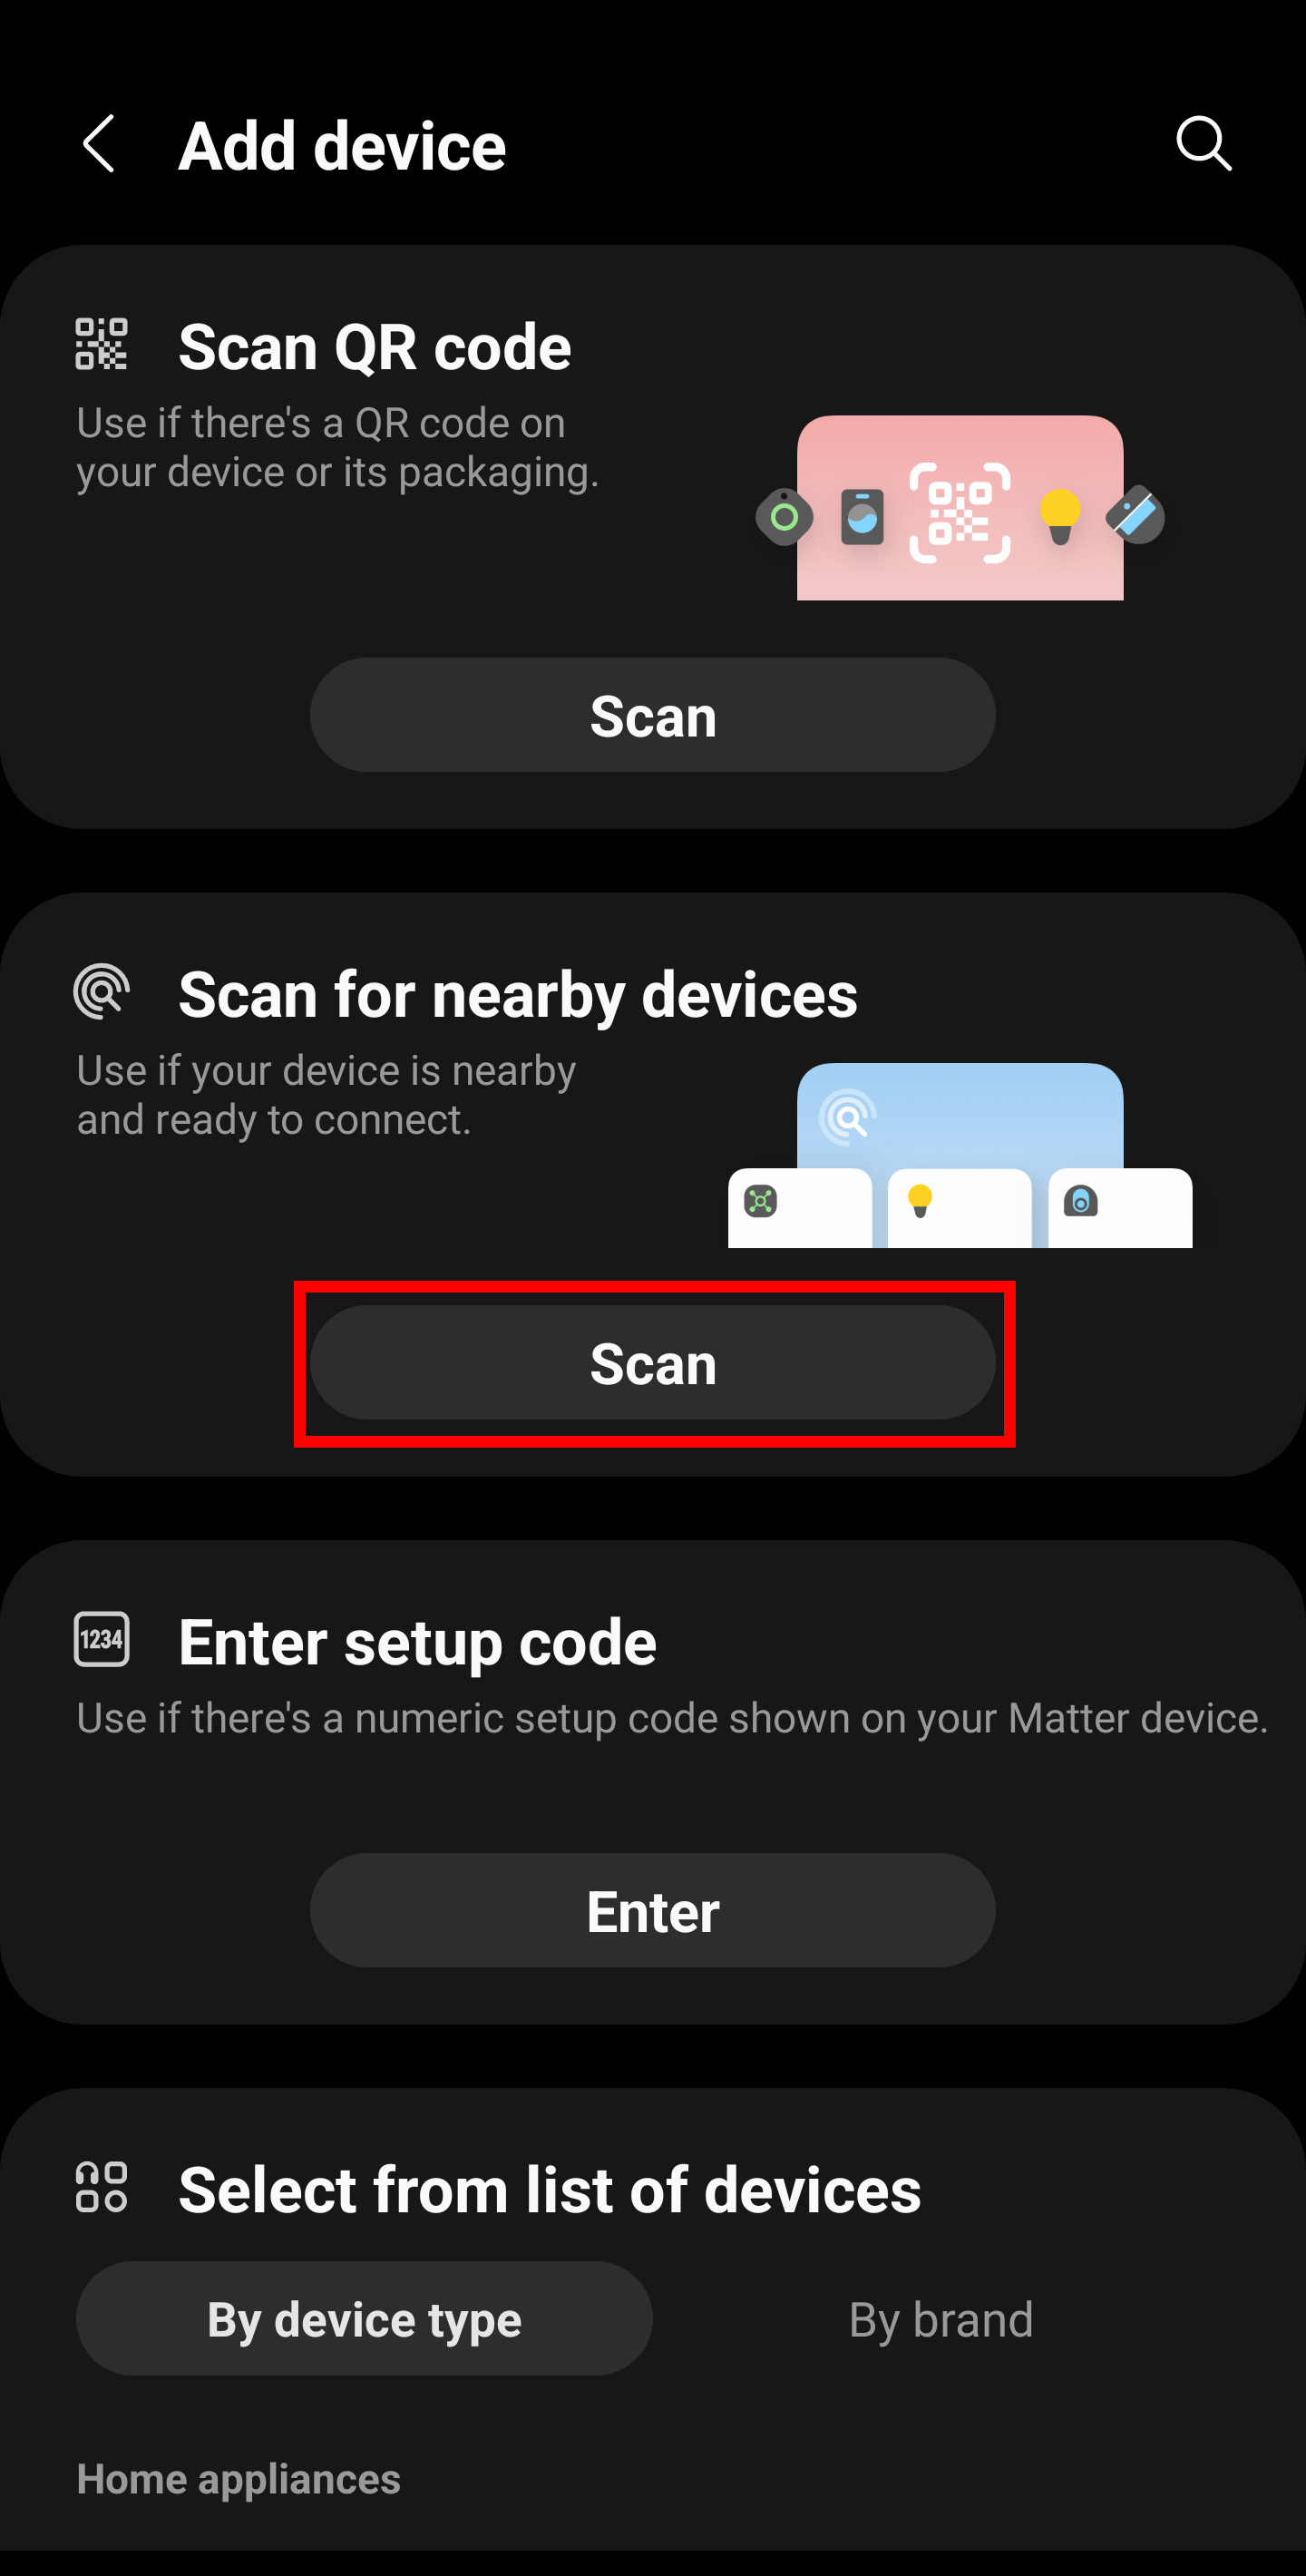 Add device
Scan QR code
Use if there's a QR code on
your device or its packaging.
Scan
Scan for nearby devices
Use if your device is nearby
and ready to connect.
Scan
1234
Enter setup code
Use if there's a numeric setup code shown on your Matter device.
Enter
Select from list of devices
By device type
By brand
Home appliances